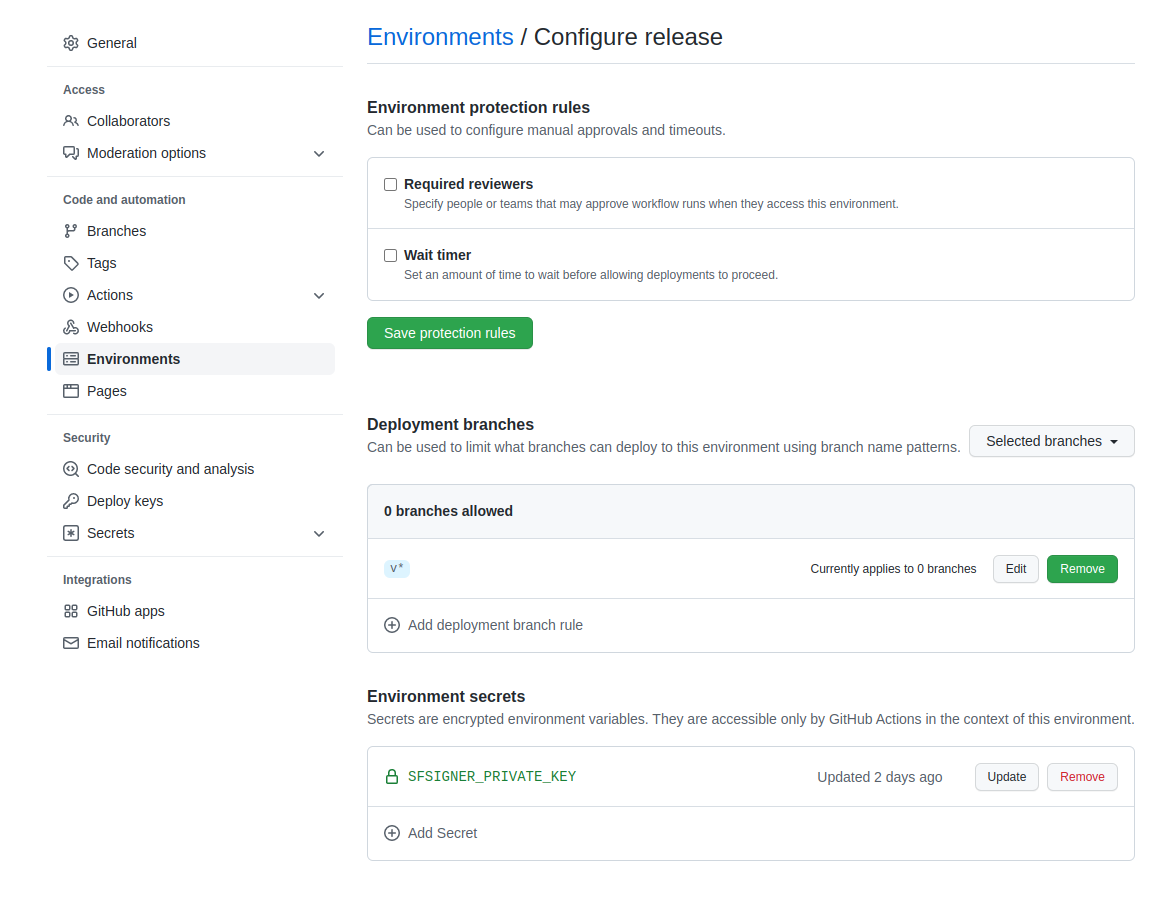 General
Access
Collaborators
Moderation options
Code and automation
Branches
Tags
Actions
Webhooks
Environments
Pages
Security
Code security and analysis
Deploy keys
Secrets
Integrations
GitHub apps
Email notifications
Environments / Configure release
Environment protection rules
Can be used to configure manual approvals and timeouts.
Required reviewers
Specify people or teams that may approve workflow runs when they access this environment.
Wait timer
Set an amount of time to wait before allowing deployments to proceed.
Save protection rules
Deployment branches
Can be used to limit what branches can deploy to this environment using branch name patterns.
Selected branches
0 branches allowed
v* Currently applies to 0 branches Edit Remove
Add deployment branch rule
Environment secrets
Secrets are encrypted environment variables. They are accessible only by GitHub Actions in the context of this environment.
SFSIGNER_PRIVATE_KEY Updated 2 days ago Update Remove
Add Secret